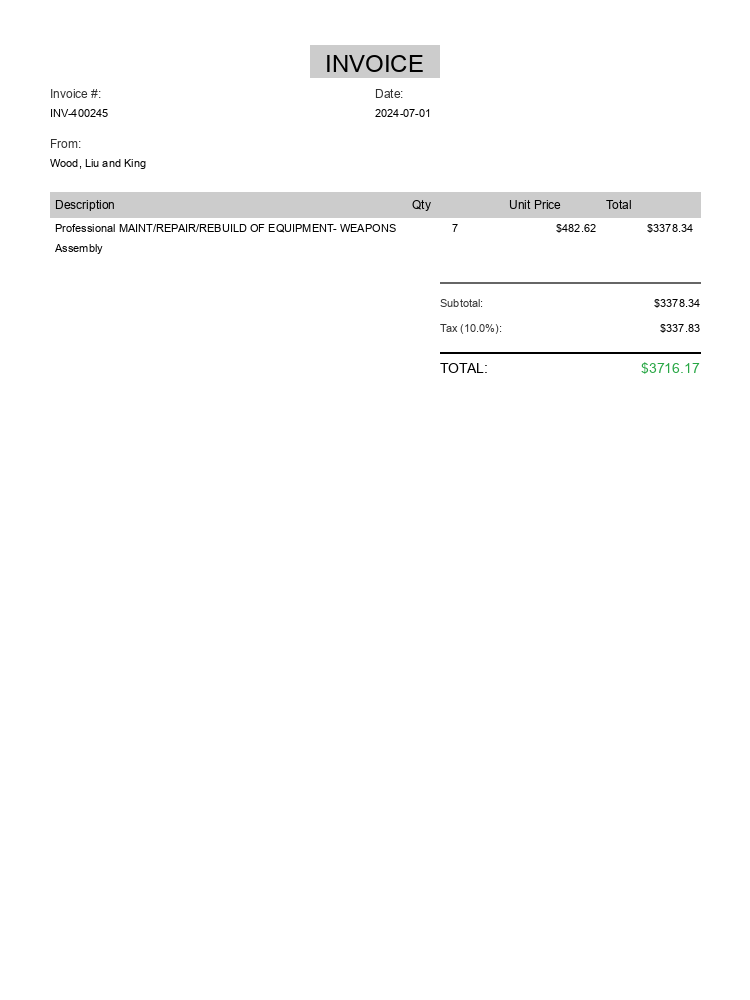 INVOICE
Invoice #: Date:
INV-400245 2024-07-01
From:
Wood, Liu and King
Description Qty Unit Price Total
Professional MAINT/REPAIR/REBUILD OF EQUIPMENT- WEAPONS 7 $482.62 $3378.34
Assembly
Subtotal: $3378.34
Tax (10.0%): $337.83
TOTAL: $3716.17